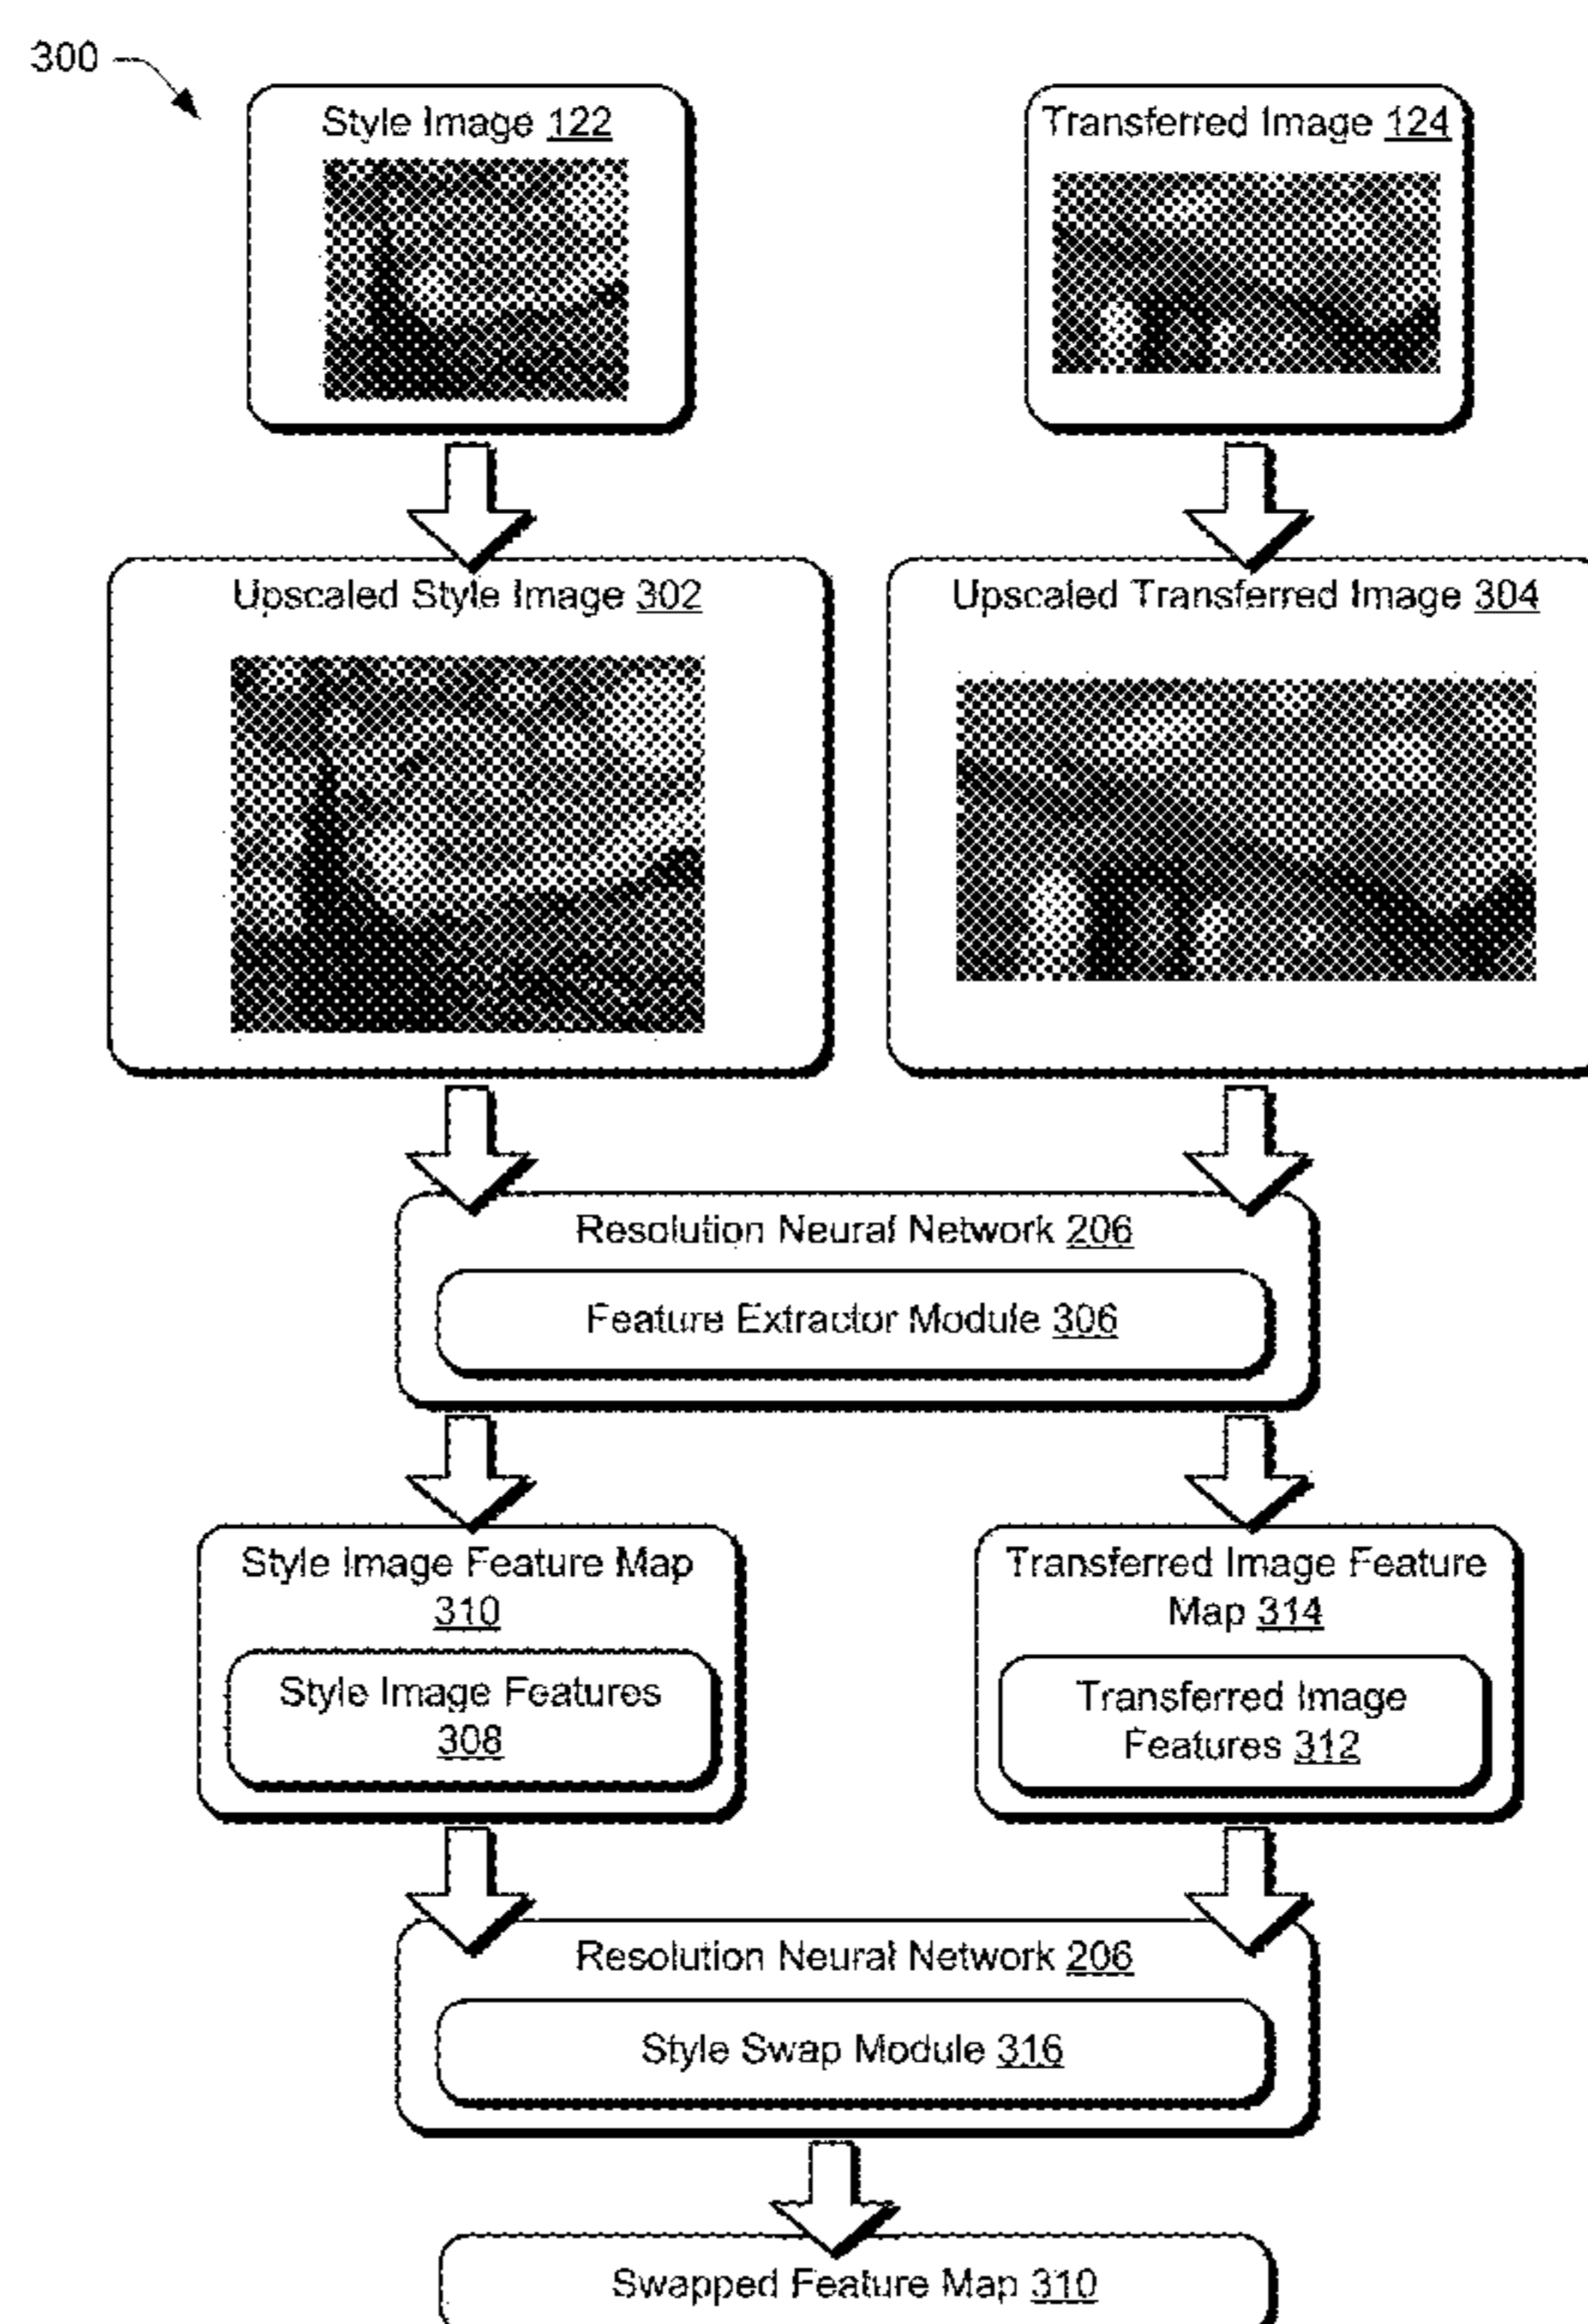 300
Style Image 122
Transferred Image 124
Upscaled Style Image 302
Upscaled Transferred Image 304
Resolution Neural Network 206
Feature Extractor Module 306
Style Image Feature Map
310
Style Image Features
308
Transferred Image Feature
Map 314
Transferred Image
Features 312
Resolution Neural Network 206
Style Swap Module 316
Swapped Feature Map 310